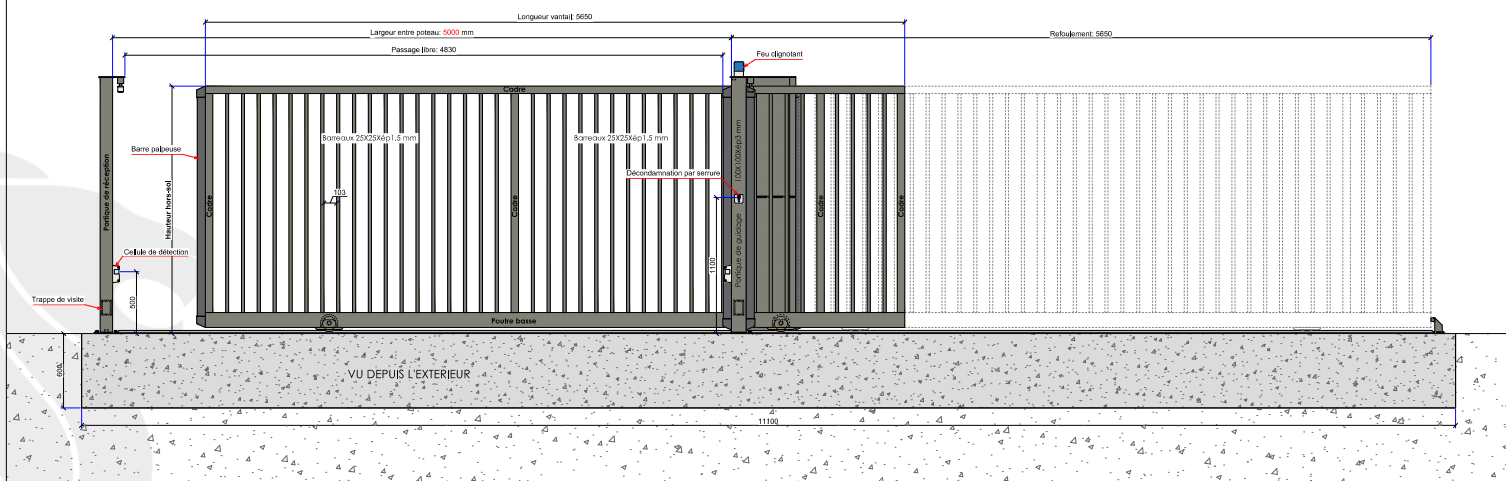 Longueur vantail: 5650
Largeur entre poteau: 5000 mm
Refoulement: 5650
Passage libre: 4830
Feu clignotant
Cadre
Barreaux 25X25Xép1,5 mm
Barreaux 25X25Xép1,5 mm
100X100Xép3 mm
Barre palpeuse
Portique de réception
Hauteur hors-sol
Décondamnation par serrure
103
Cadre
Cadre
Cadre
Cadre
Portique de guidage
Cellule de détection
1100
500
Trappe de visite
Poutre basse
600
VU DEPUIS L'EXTERIEUR
11100